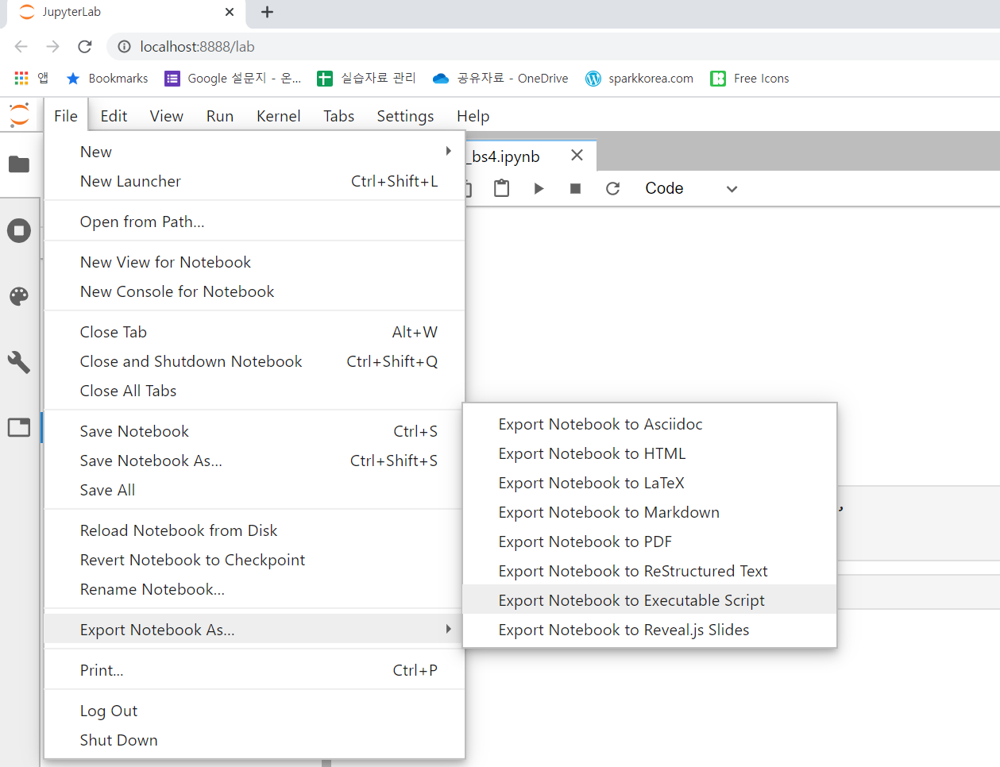 JupyterLab
localhost:8888/lab
앱 Bookmarks Google 설문지 - 온... 실습자료 관리 공유자료 - OneDrive sparkkorea.com Free Icons
File Edit View Run Kernel Tabs Settings Help
_bs4.ipynb
Code
New
New Launcher Ctrl+Shift+L
Open from Path...
New View for Notebook
New Console for Notebook
Close Tab Alt+W
Close and Shutdown Notebook Ctrl+Shift+Q
Close All Tabs
Save Notebook Ctrl+S
Save Notebook As... Ctrl+Shift+S
Save All
Reload Notebook from Disk
Revert Notebook to Checkpoint
Rename Notebook...
Export Notebook As...
Print... Ctrl+P
Log Out
Shut Down
Export Notebook to Asciidoc
Export Notebook to HTML
Export Notebook to LaTeX
Export Notebook to Markdown
Export Notebook to PDF
Export Notebook to ReStructured Text
Export Notebook to Executable Script
Export Notebook to Reveal.js Slides